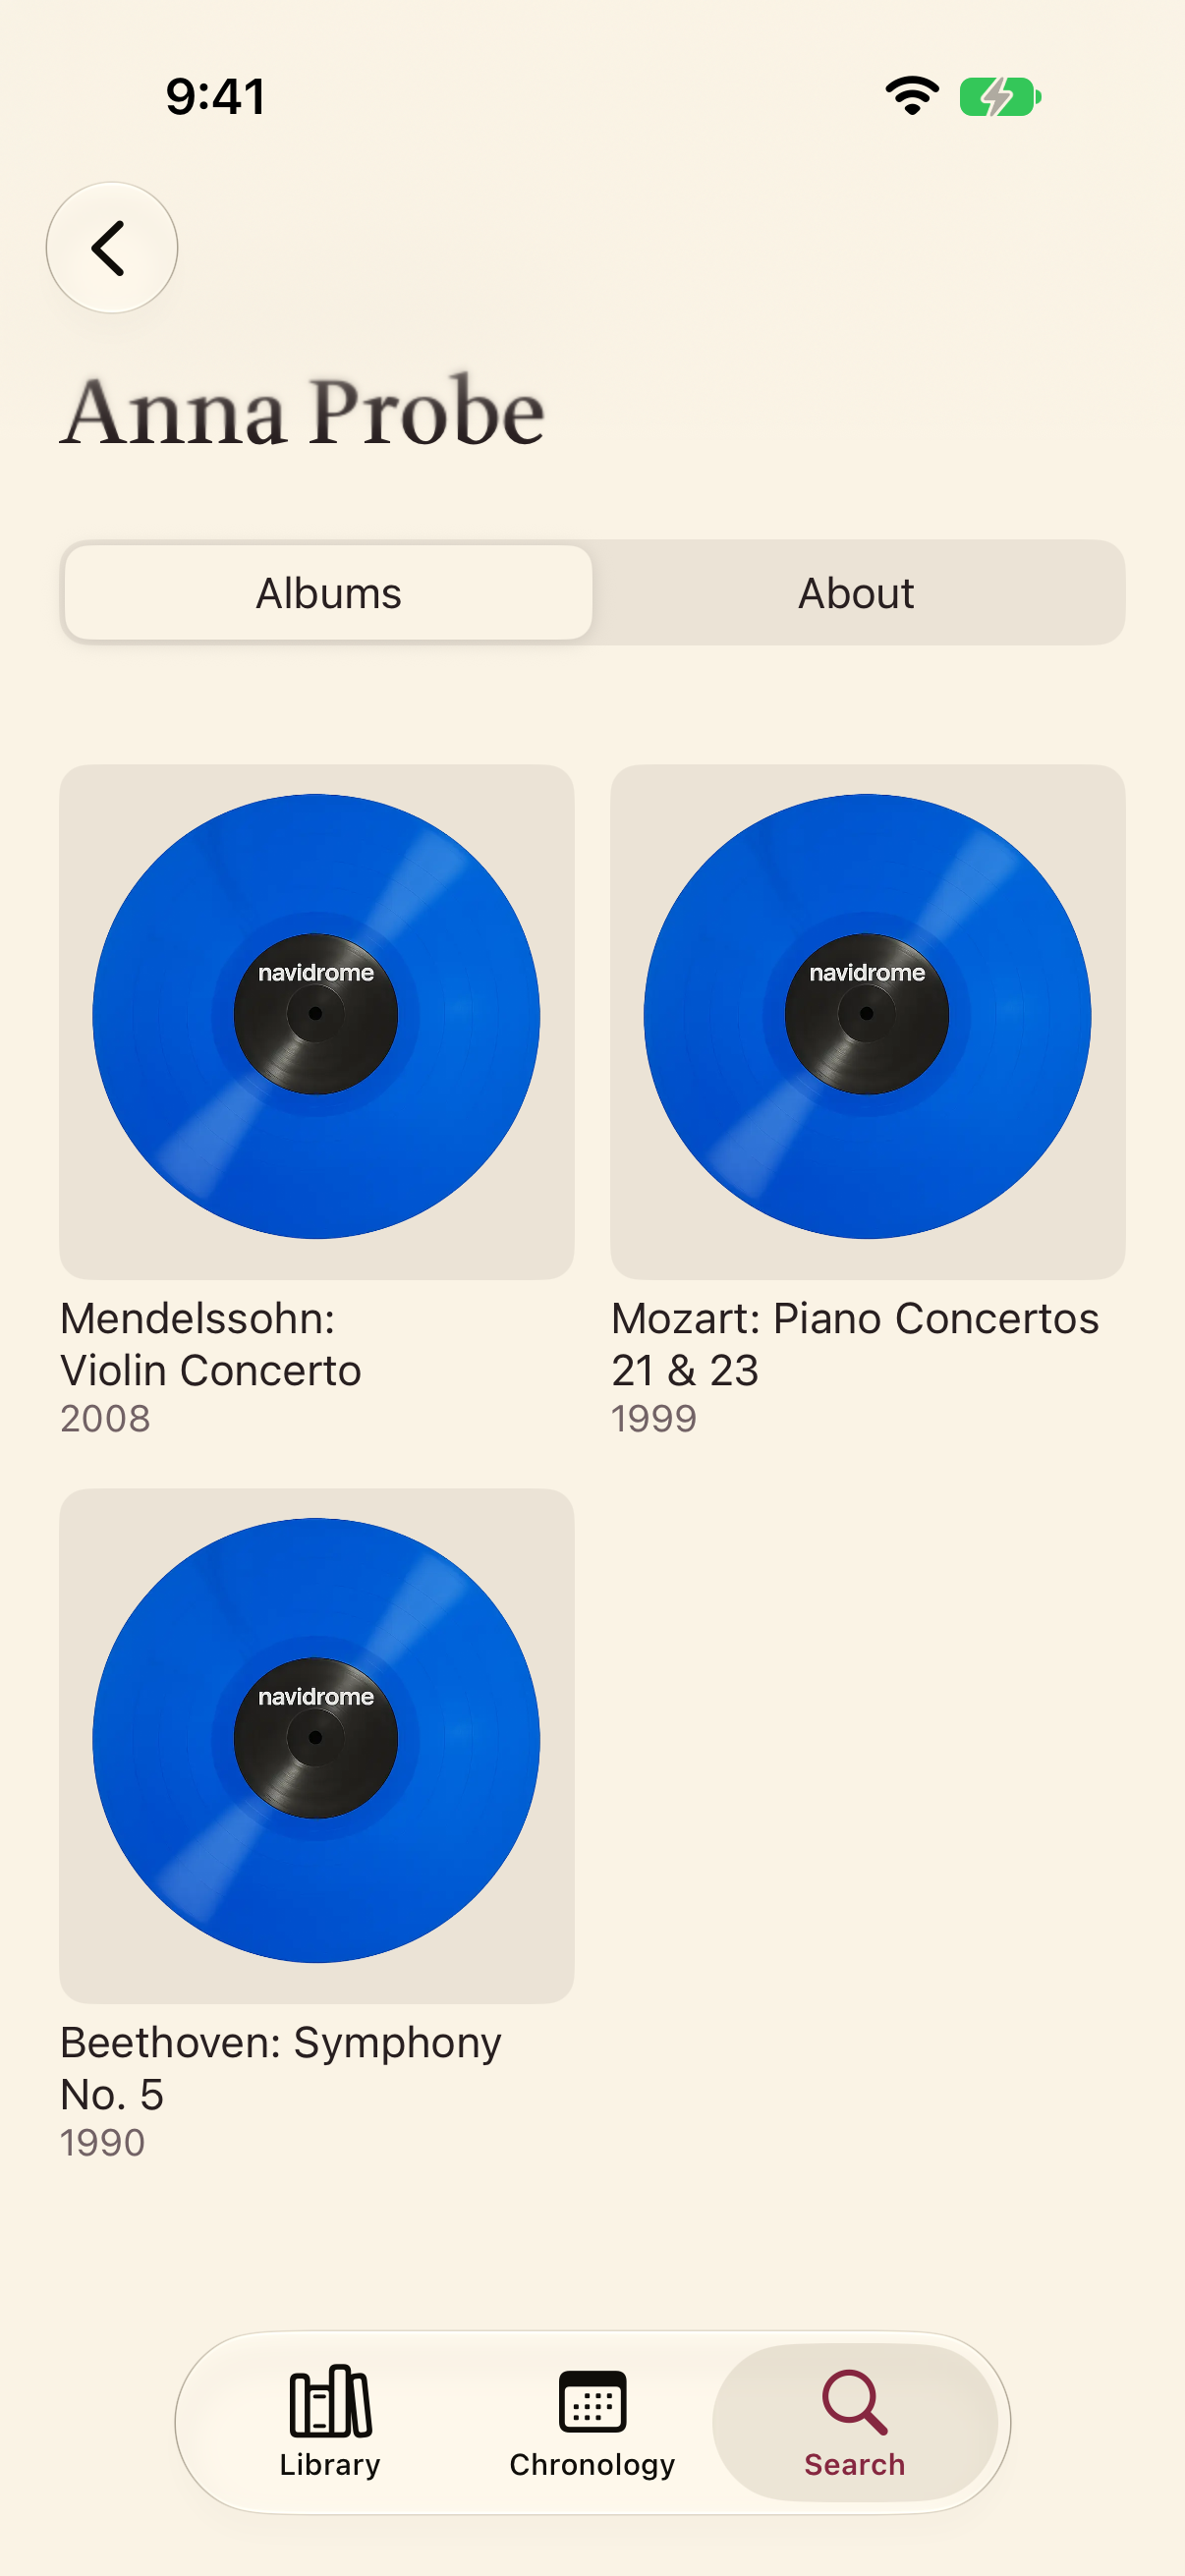 9:41
Anna Probe
Albums
About
navidrome
navidrome
Mendelssohn:
Violin Concerto
2008
Mozart: Piano Concertos
21 & 23
1999
navidrome
Beethoven: Symphony
No. 5
1990
Library
Chronology
Search